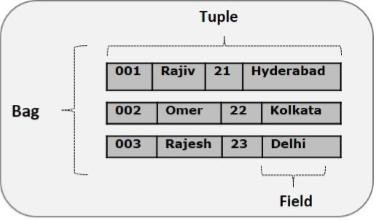 Tuple
001 Rajiv 21 Hyderabad
Bag
002 Omer 22 Kolkata
003 Rajesh 23 Delhi
Field